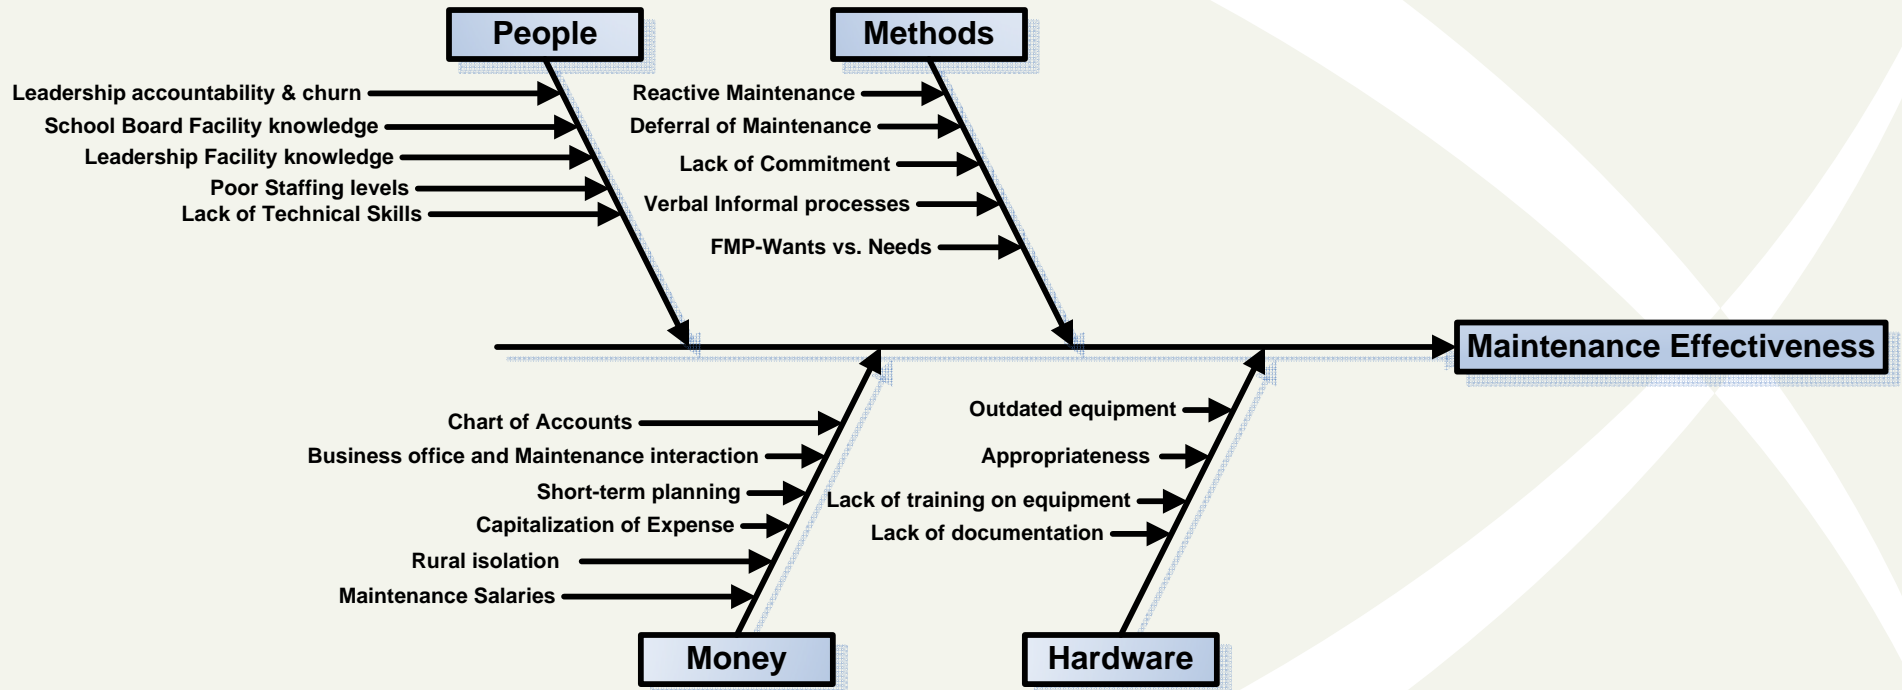 People
Methods
Leadership accountability & churn
School Board Facility knowledge
Leadership Facility knowledge
Poor Staffing levels
Lack of Technical Skills
Reactive Maintenance
Deferral of Maintenance
Lack of Commitment
Verbal Informal processes
FMP-Wants vs. Needs
Maintenance Effectiveness
Chart of Accounts
Business office and Maintenance interaction
Short-term planning
Capitalization of Expense
Rural isolation
Maintenance Salaries
Outdated equipment
Appropriateness
Lack of training on equipment
Lack of documentation
Money
Hardware